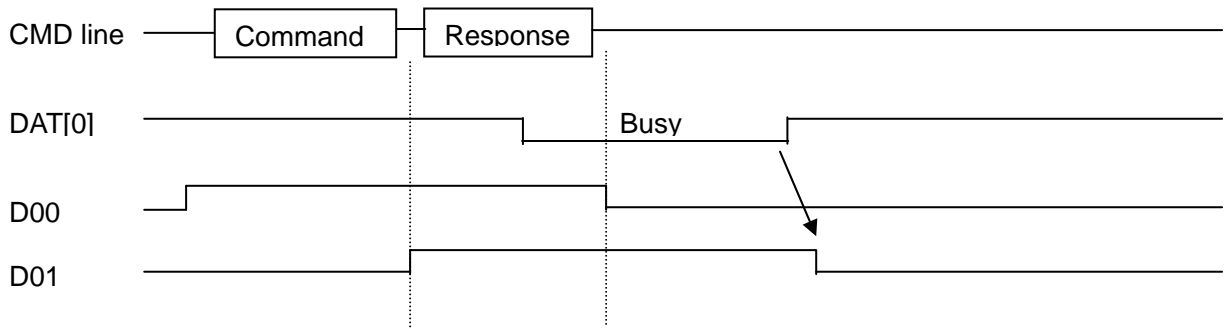 CMD line Command Response
DAT[0] Busy
D00
D01